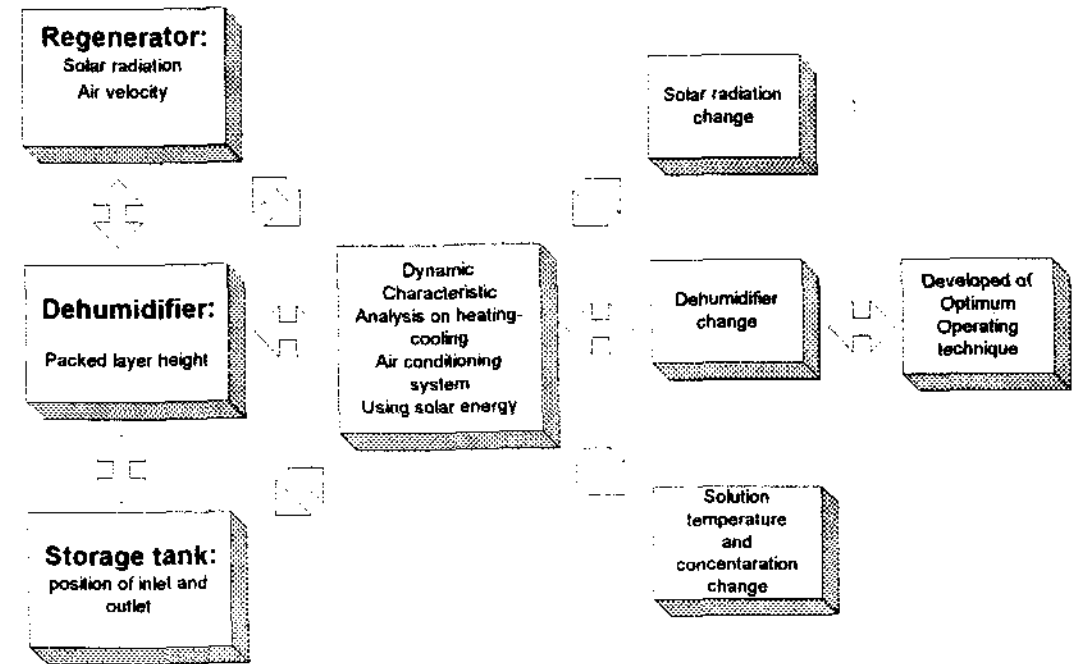 Regenerator:
Solar radiation
Air velocity
Solar radiation
change
Dehumidifier:
Packed layer height
Dynamic
Characteristic
Analysis on heating-
cooling
Air conditioning
system
Using solar energy
Dehumidifier
change
Developed of
Optimum
Operating
technique
Storage tank:
position of inlet and
outlet
Solution
temperature
and
concentaration
change